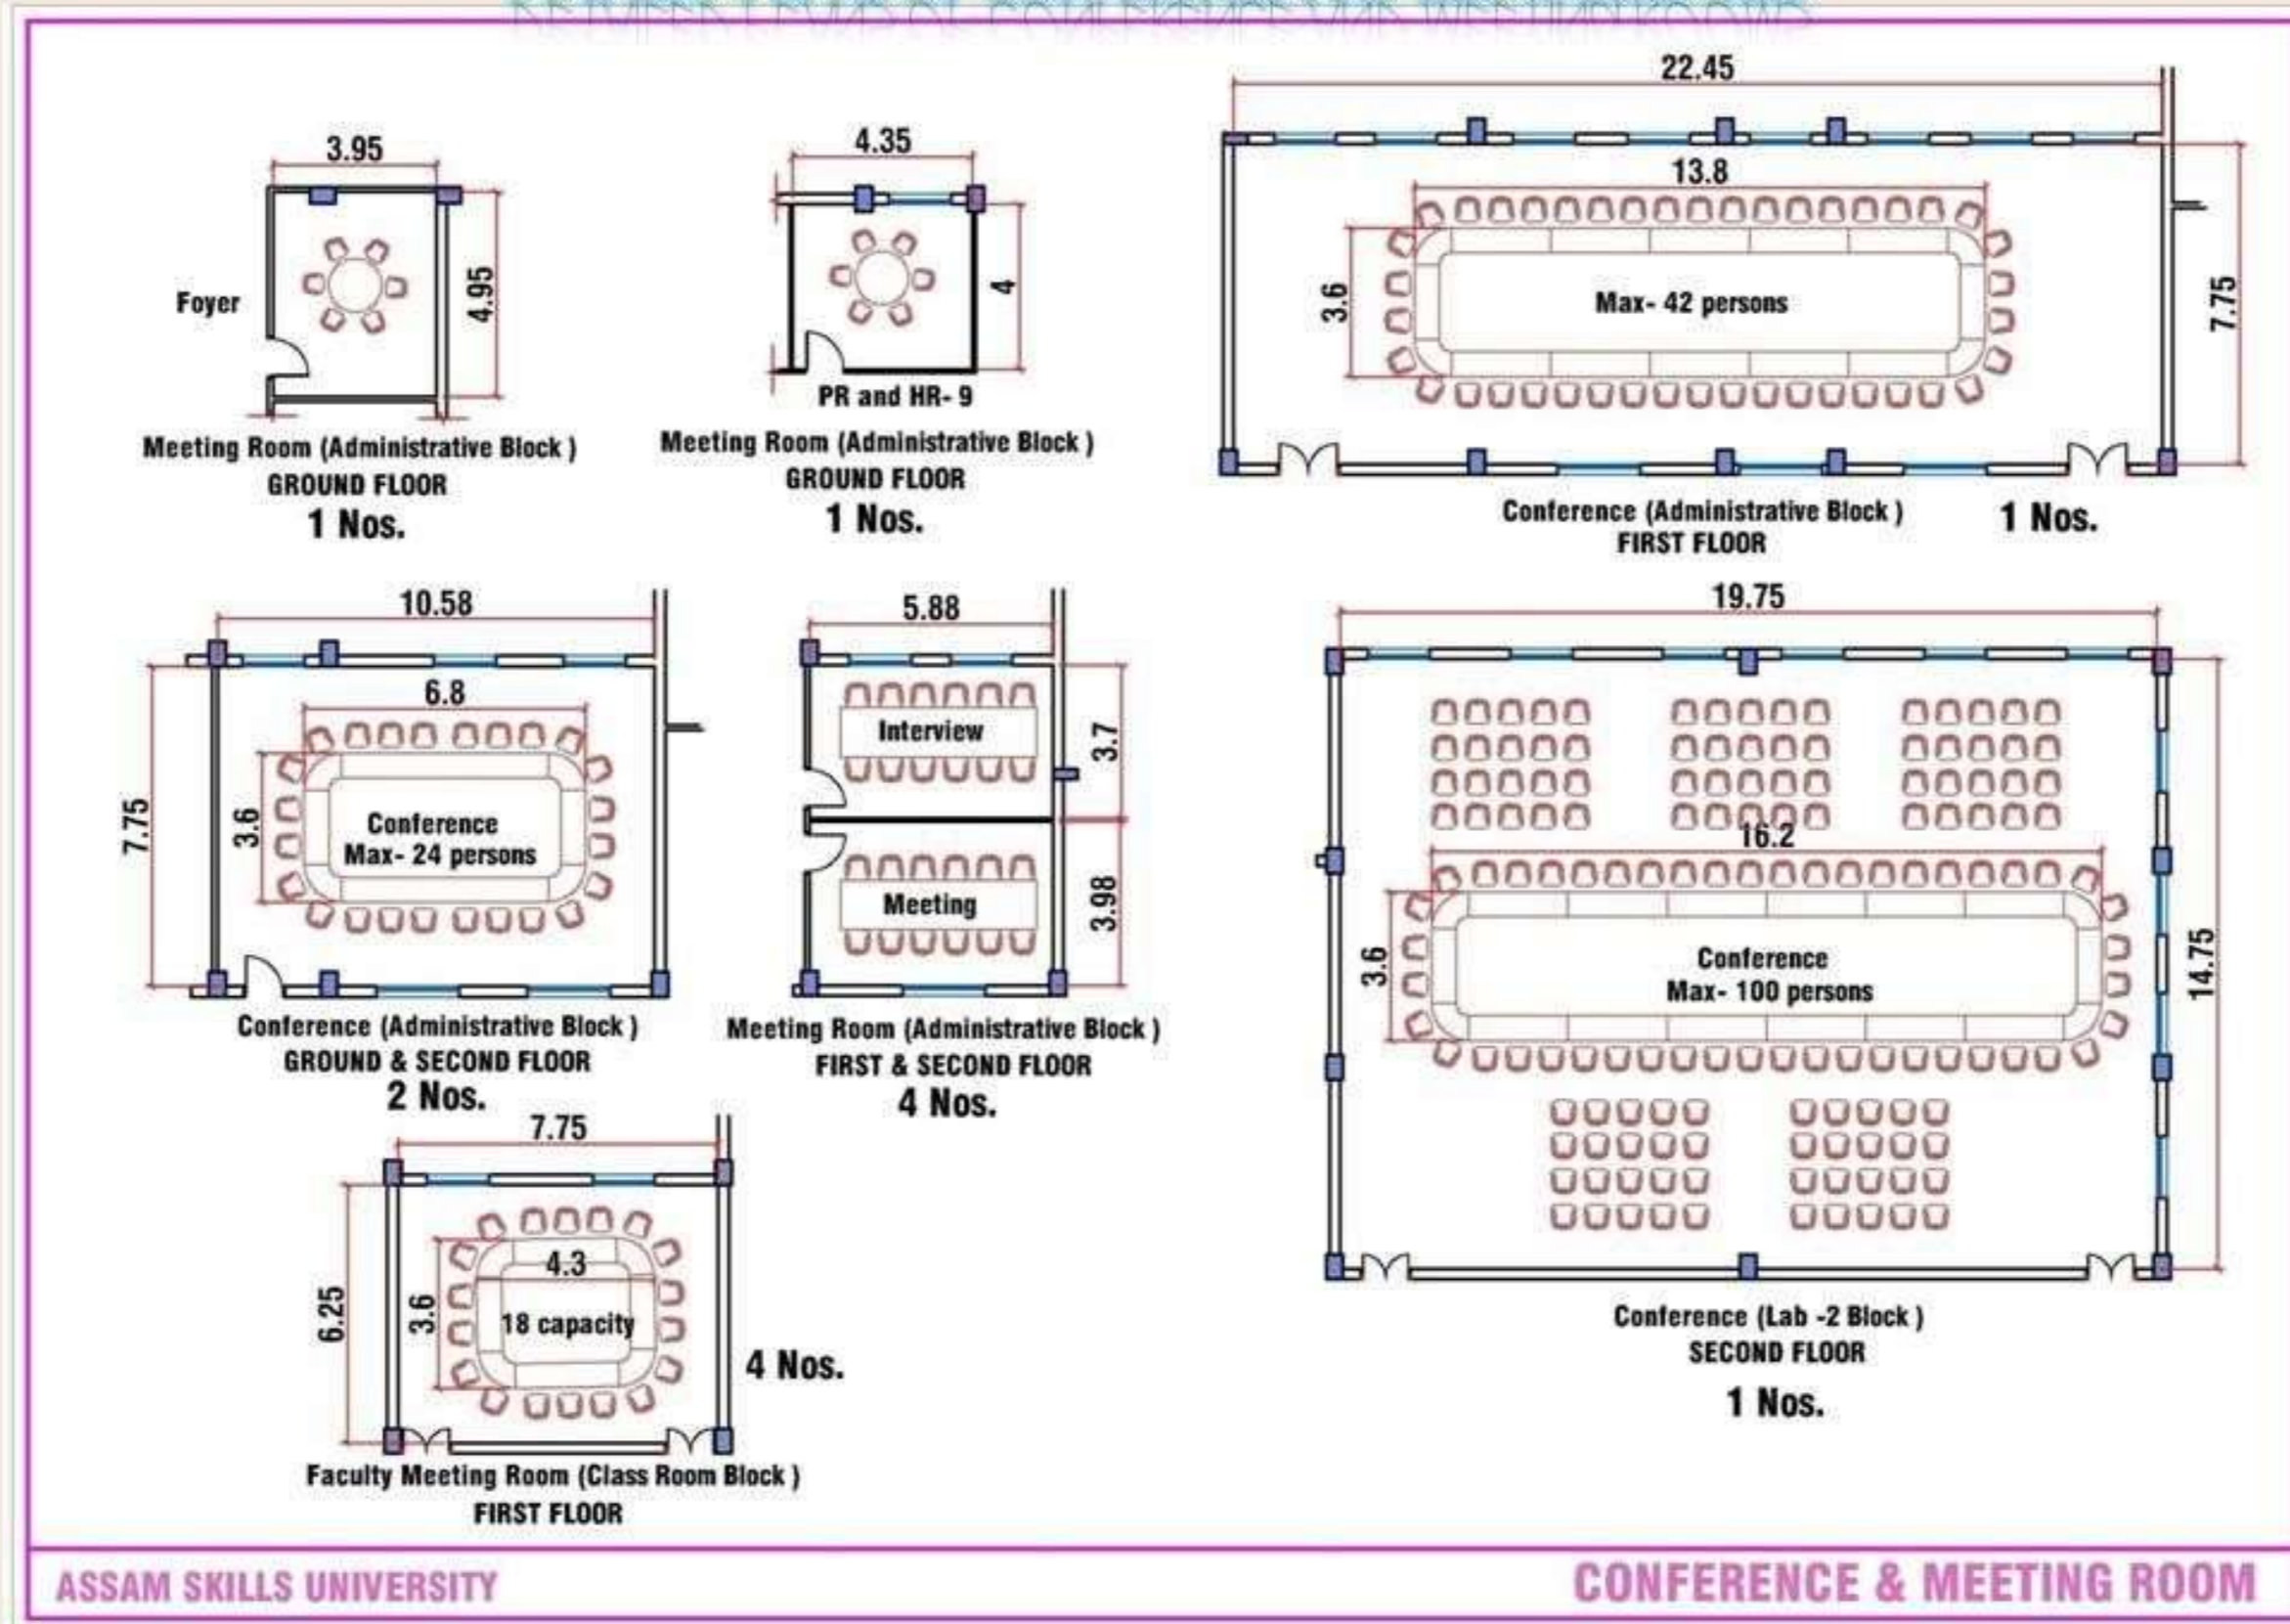 22.45
3.95
4.35
13.8
Foyer
4.95
4
3.6
Max- 42 persons
7.75
PR and HR- 9
Meeting Room (Administrative Block )
GROUND FLOOR
1 Nos.
Meeting Room (Administrative Block )
GROUND FLOOR
1 Nos.
Conference (Administrative Block )
FIRST FLOOR
1 Nos.
10.58
6.8
7.75
3.6
Conference
Max- 24 persons
Conference (Administrative Block )
GROUND & SECOND FLOOR
2 Nos.
5.88
Interview
3.7
Meeting
3.98
Meeting Room (Administrative Block )
FIRST & SECOND FLOOR
4 Nos.
19.75
16.2
3.6
Conference
Max- 100 persons
14.75
Conference (Lab -2 Block )
SECOND FLOOR
1 Nos.
7.75
4.3
6.25
3.6
18 capacity
4 Nos.
Faculty Meeting Room (Class Room Block )
FIRST FLOOR
ASSAM SKILLS UNIVERSITY
CONFERENCE & MEETING ROOM